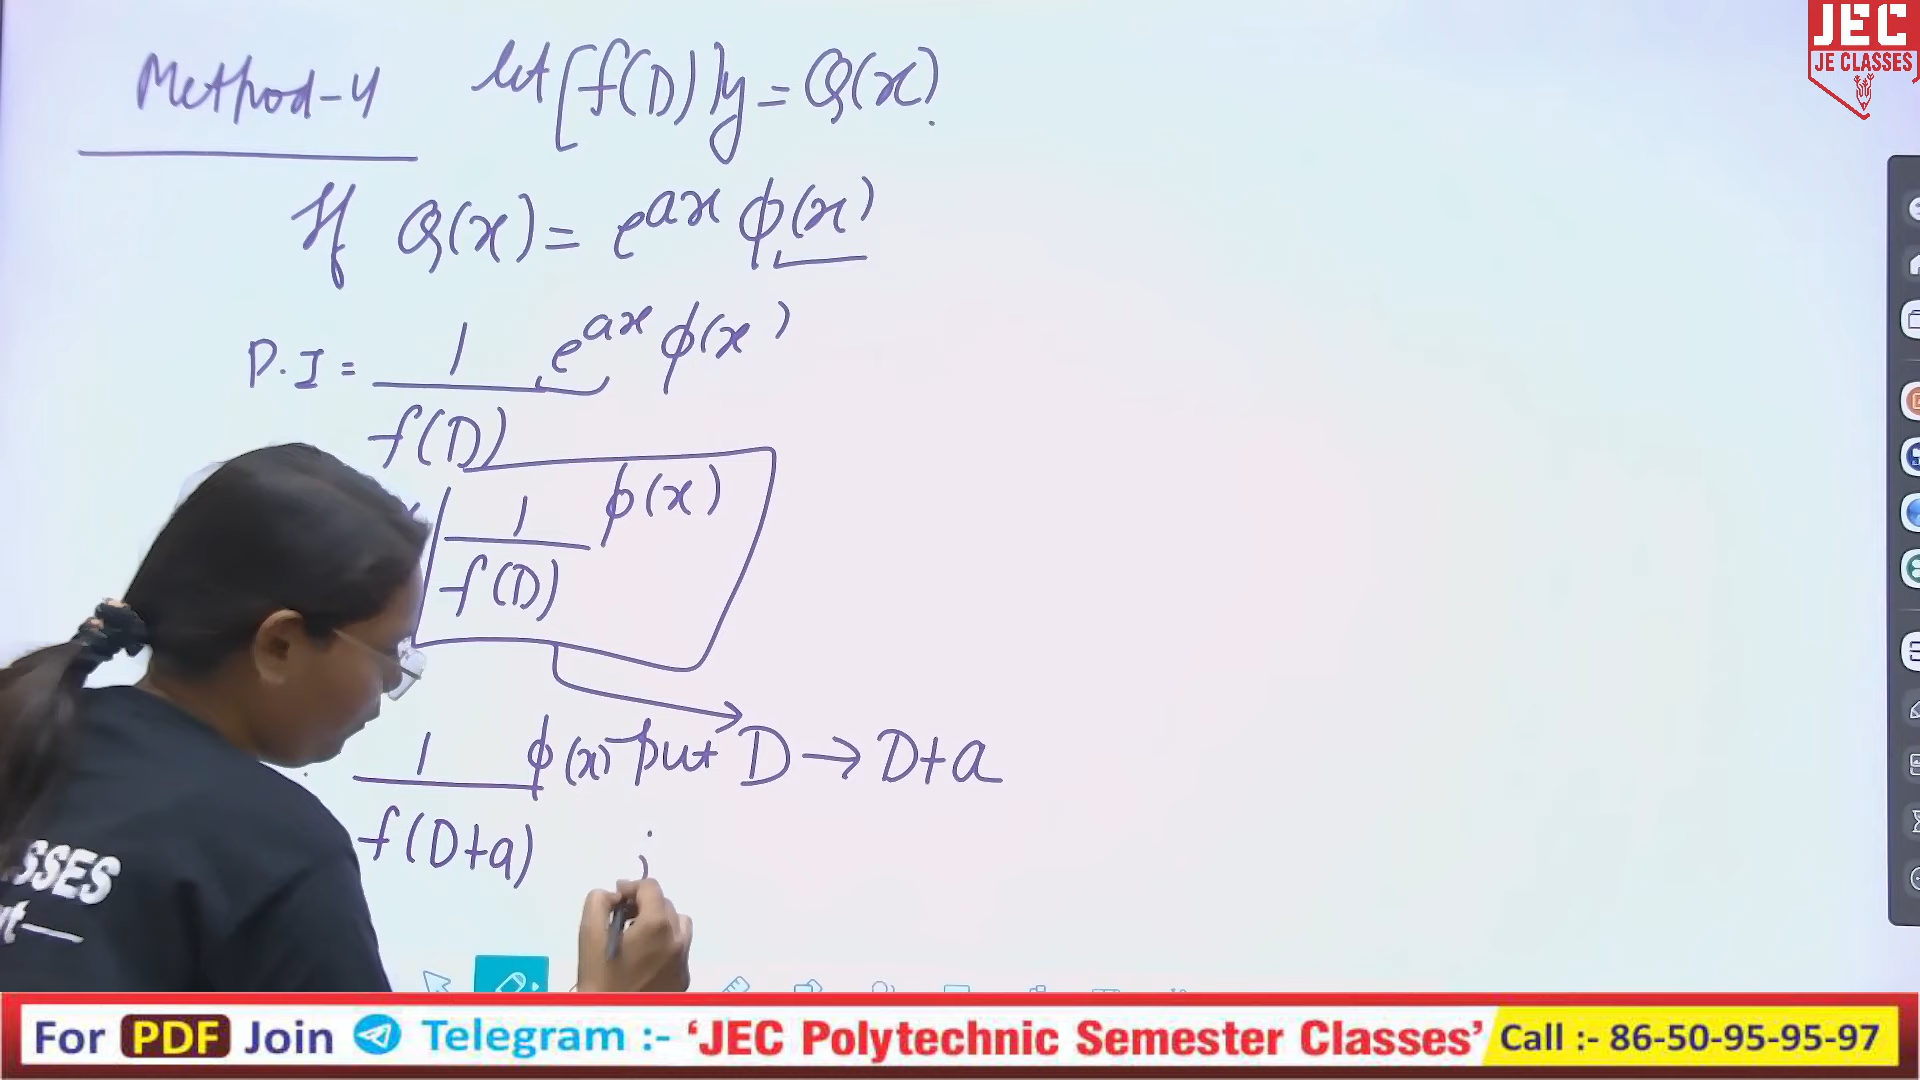 JEC
JE CLASSES
Method-4 let [f(D)]y = Q(x)
If Q(x) = e^{ax} φ(x)
P.I = 1/f(D) e^{ax} φ(x)
1/f(D) φ(x)
1/f(D+a) φ(x) put D → D+a
SSES
For PDF Join Telegram :- ‘JEC Polytechnic Semester Classes’ Call :- 86-50-95-95-97